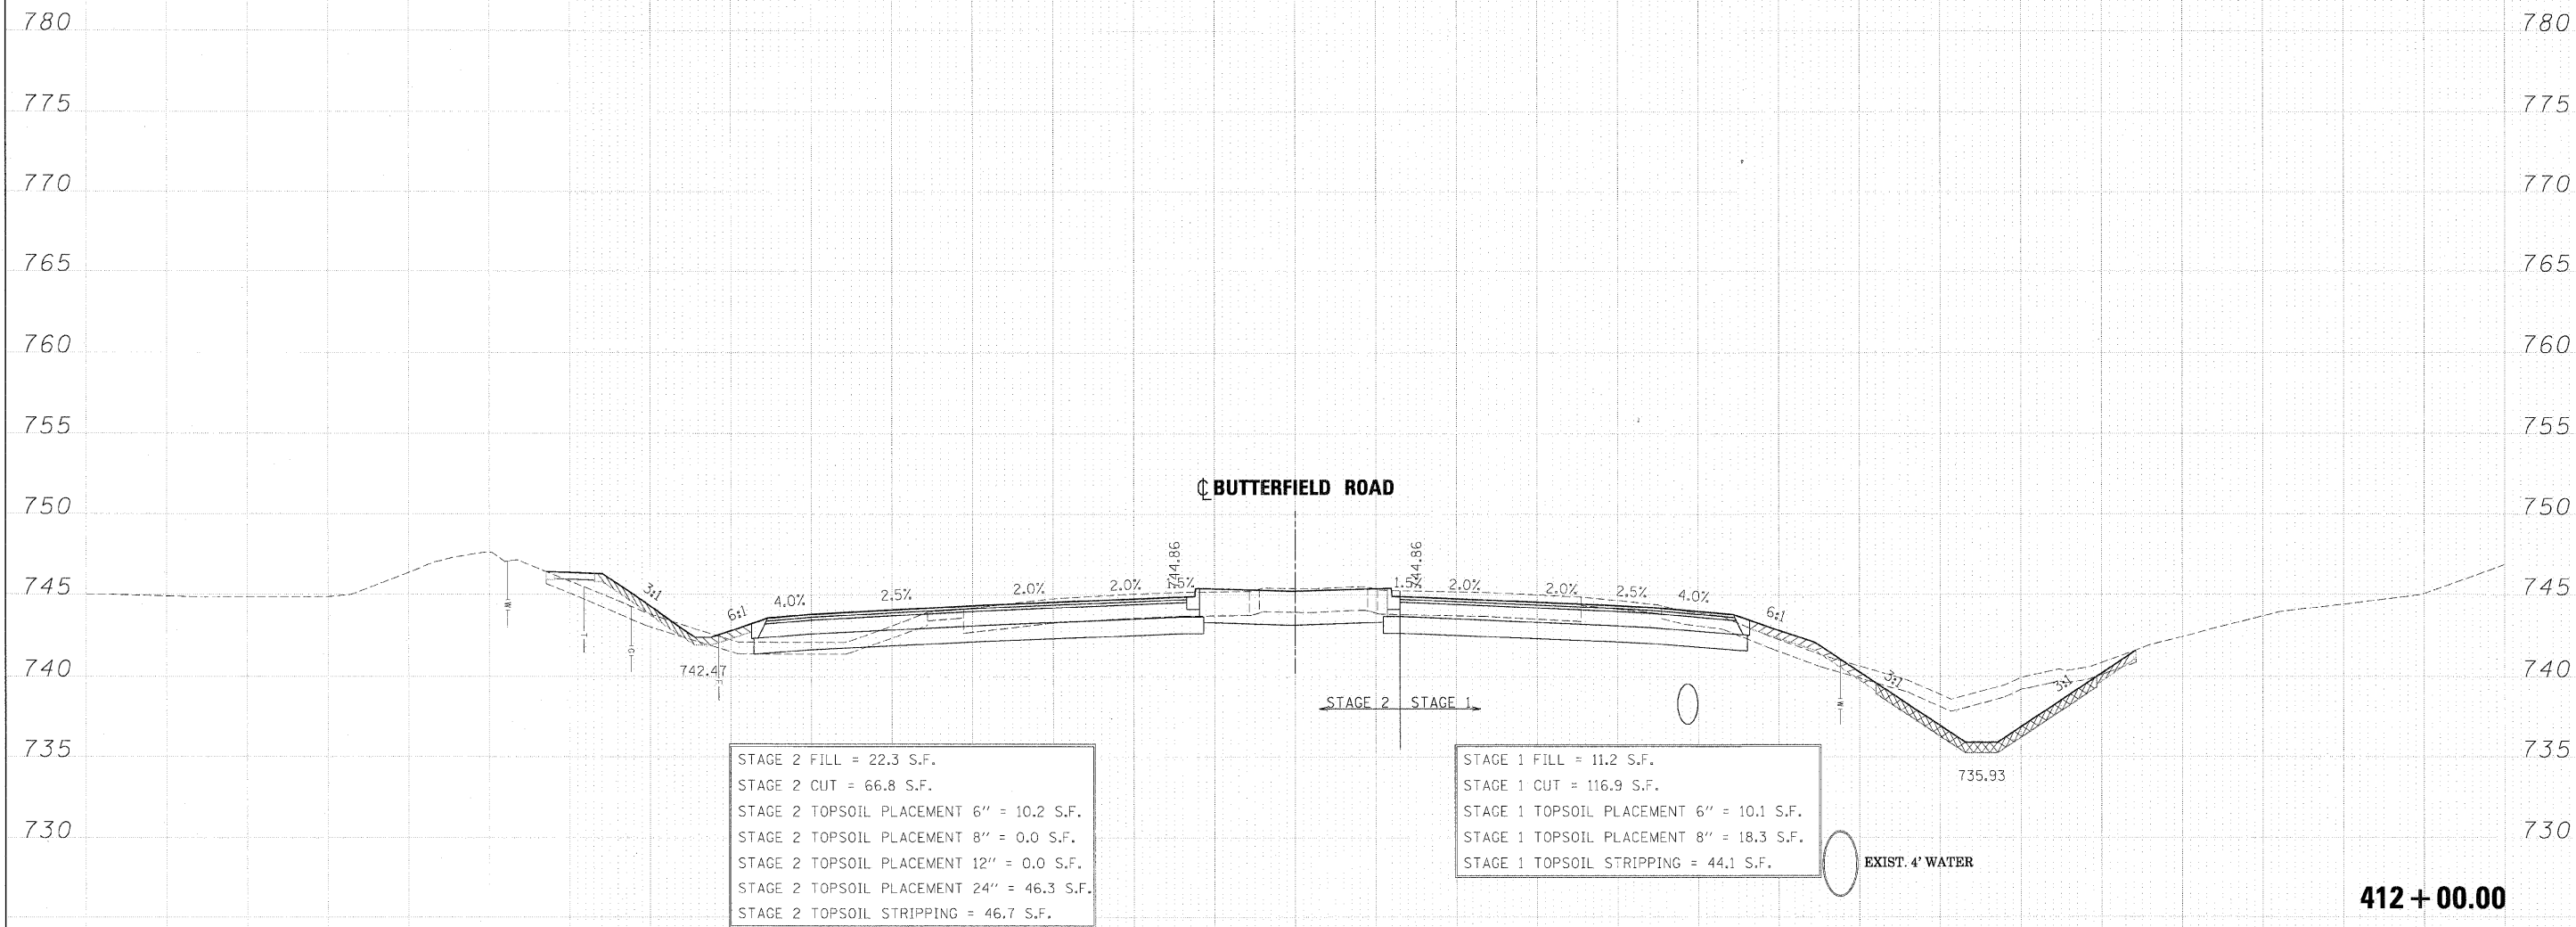 780 780
775 775
770 770
765 765
760 760
755 755
℄ BUTTERFIELD ROAD
750 750
744.86 744.86
745 3:1 6:1 4.0% 2.5% 2.0% 2.0% 1.5% 1.5% 2.0% 2.0% 2.5% 4.0% 6:1 745
W T G F W
740 742.47 3:1 3:1 740
STAGE 2 STAGE 1
735 735
735.93
STAGE 2 FILL = 22.3 S.F.
STAGE 2 CUT = 66.8 S.F.
STAGE 2 TOPSOIL PLACEMENT 6" = 10.2 S.F.
STAGE 2 TOPSOIL PLACEMENT 8" = 0.0 S.F.
STAGE 2 TOPSOIL PLACEMENT 12" = 0.0 S.F.
STAGE 2 TOPSOIL PLACEMENT 24" = 46.3 S.F.
STAGE 2 TOPSOIL STRIPPING = 46.7 S.F.
STAGE 1 FILL = 11.2 S.F.
STAGE 1 CUT = 116.9 S.F.
STAGE 1 TOPSOIL PLACEMENT 6" = 10.1 S.F.
STAGE 1 TOPSOIL PLACEMENT 8" = 18.3 S.F.
STAGE 1 TOPSOIL STRIPPING = 44.1 S.F.
730 730
EXIST. 4' WATER
412 + 00.00